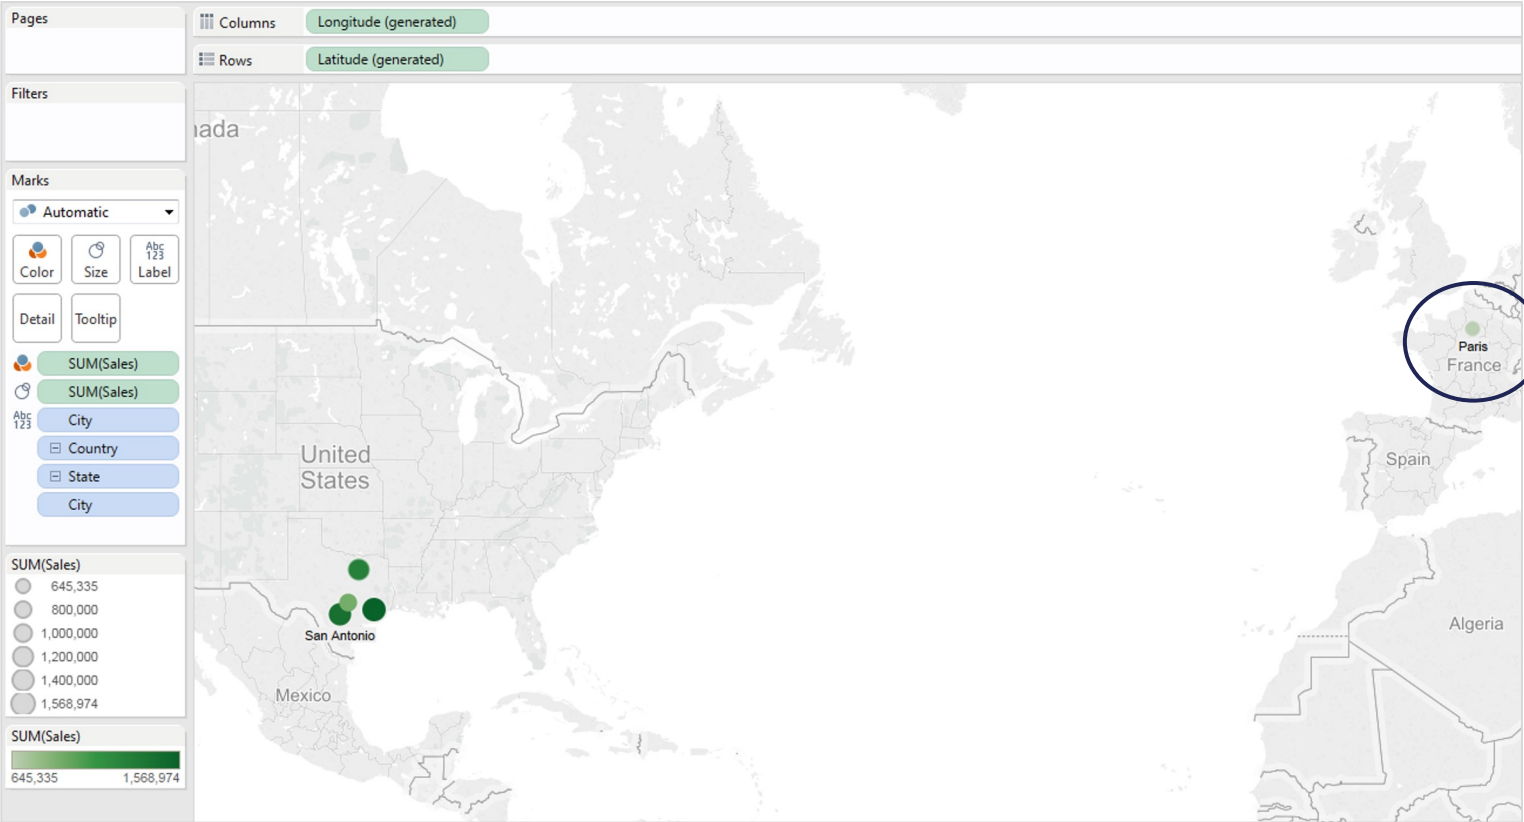 Pages
Columns
Longitude (generated)
Rows
Latitude (generated)
Filters
Marks
Automatic
Color
Size
Abc
123
Label
Detail
Tooltip
SUM(Sales)
SUM(Sales)
Abc
123
City
Country
State
City
SUM(Sales)
645,335
800,000
1,000,000
1,200,000
1,400,000
1,568,974
SUM(Sales)
645,335
1,568,974
nada
United
States
San Antonio
Mexico
Paris
France
Spain
Algeria